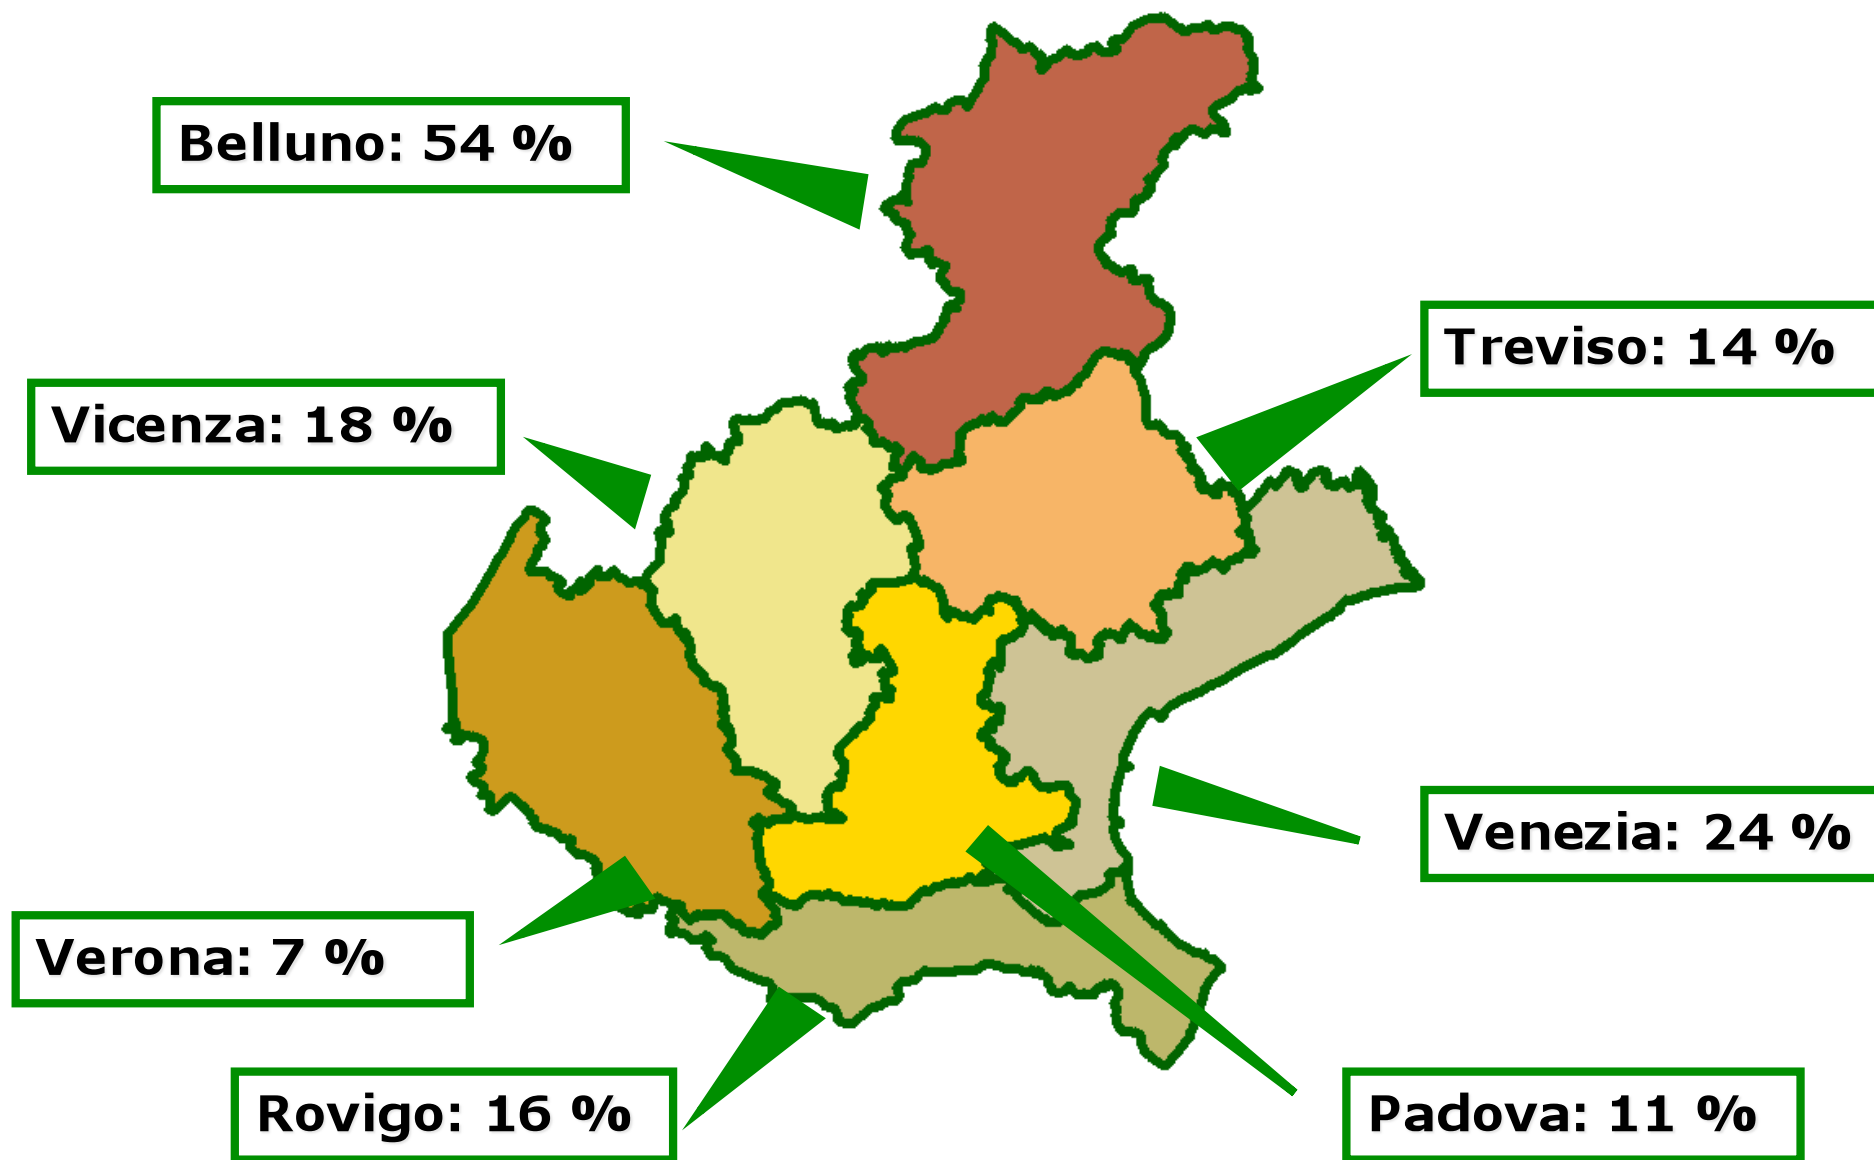 Belluno: 54 %
Treviso: 14 %
Vicenza: 18 %
Venezia: 24 %
Verona: 7 %
Rovigo: 16 %
Padova: 11 %